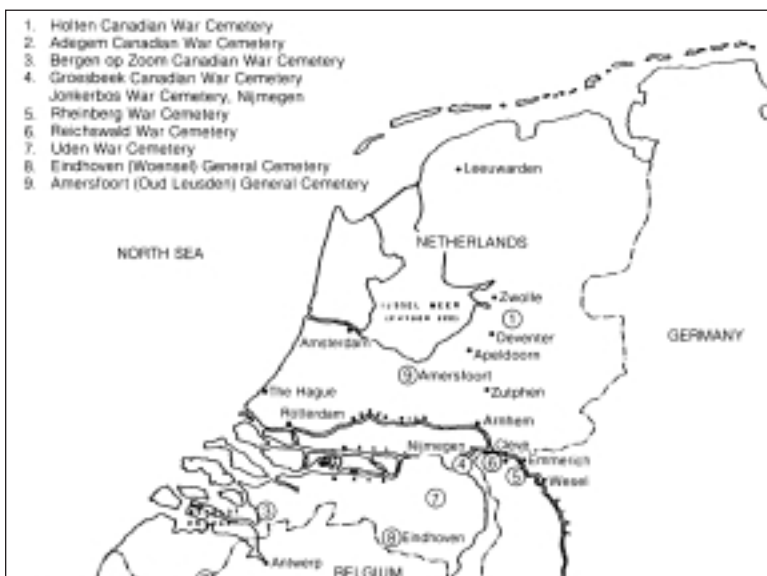 1. Holten Canadian War Cemetery
2. Adegem Canadian War Cemetery
3. Bergen op Zoom Canadian War Cemetery
4. Groesbeek Canadian War Cemetery
Jonkerbos War Cemetery, Nijmegen
5. Rheinberg War Cemetery
6. Reichswald War Cemetery
7. Uden War Cemetery
8. Eindhoven (Woensel) General Cemetery
9. Amersfoort (Oud Leusden) General Cemetery
Leeuwarden
NORTH SEA
NETHERLANDS
Zwolle
1
Deventer
GERMANY
Amsterdam
Apeldoorn
9 Amersfoort
The Hague
Zutphen
Rotterdam
Arnhem
Nijmegen
Cleve
4
6
Emmerich
5
Wesel
7
3
8 Eindhoven
Antwerp
BELGIUM